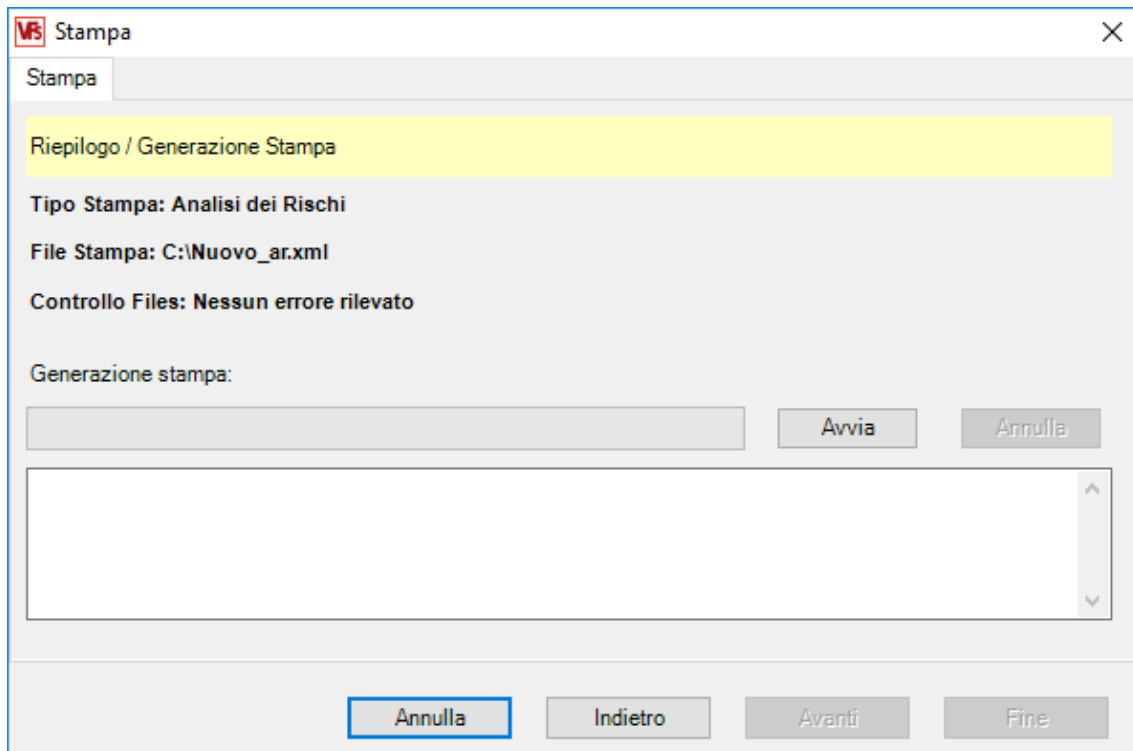 VFs Stampa
Stampa
Riepilogo / Generazione Stampa
Tipo Stampa: Analisi dei Rischi
File Stampa: C:\Nuovo_ar.xml
Controllo Files: Nessun errore rilevato
Generazione stampa:
Avvia Annulla
Annulla Indietro Avanti Fine